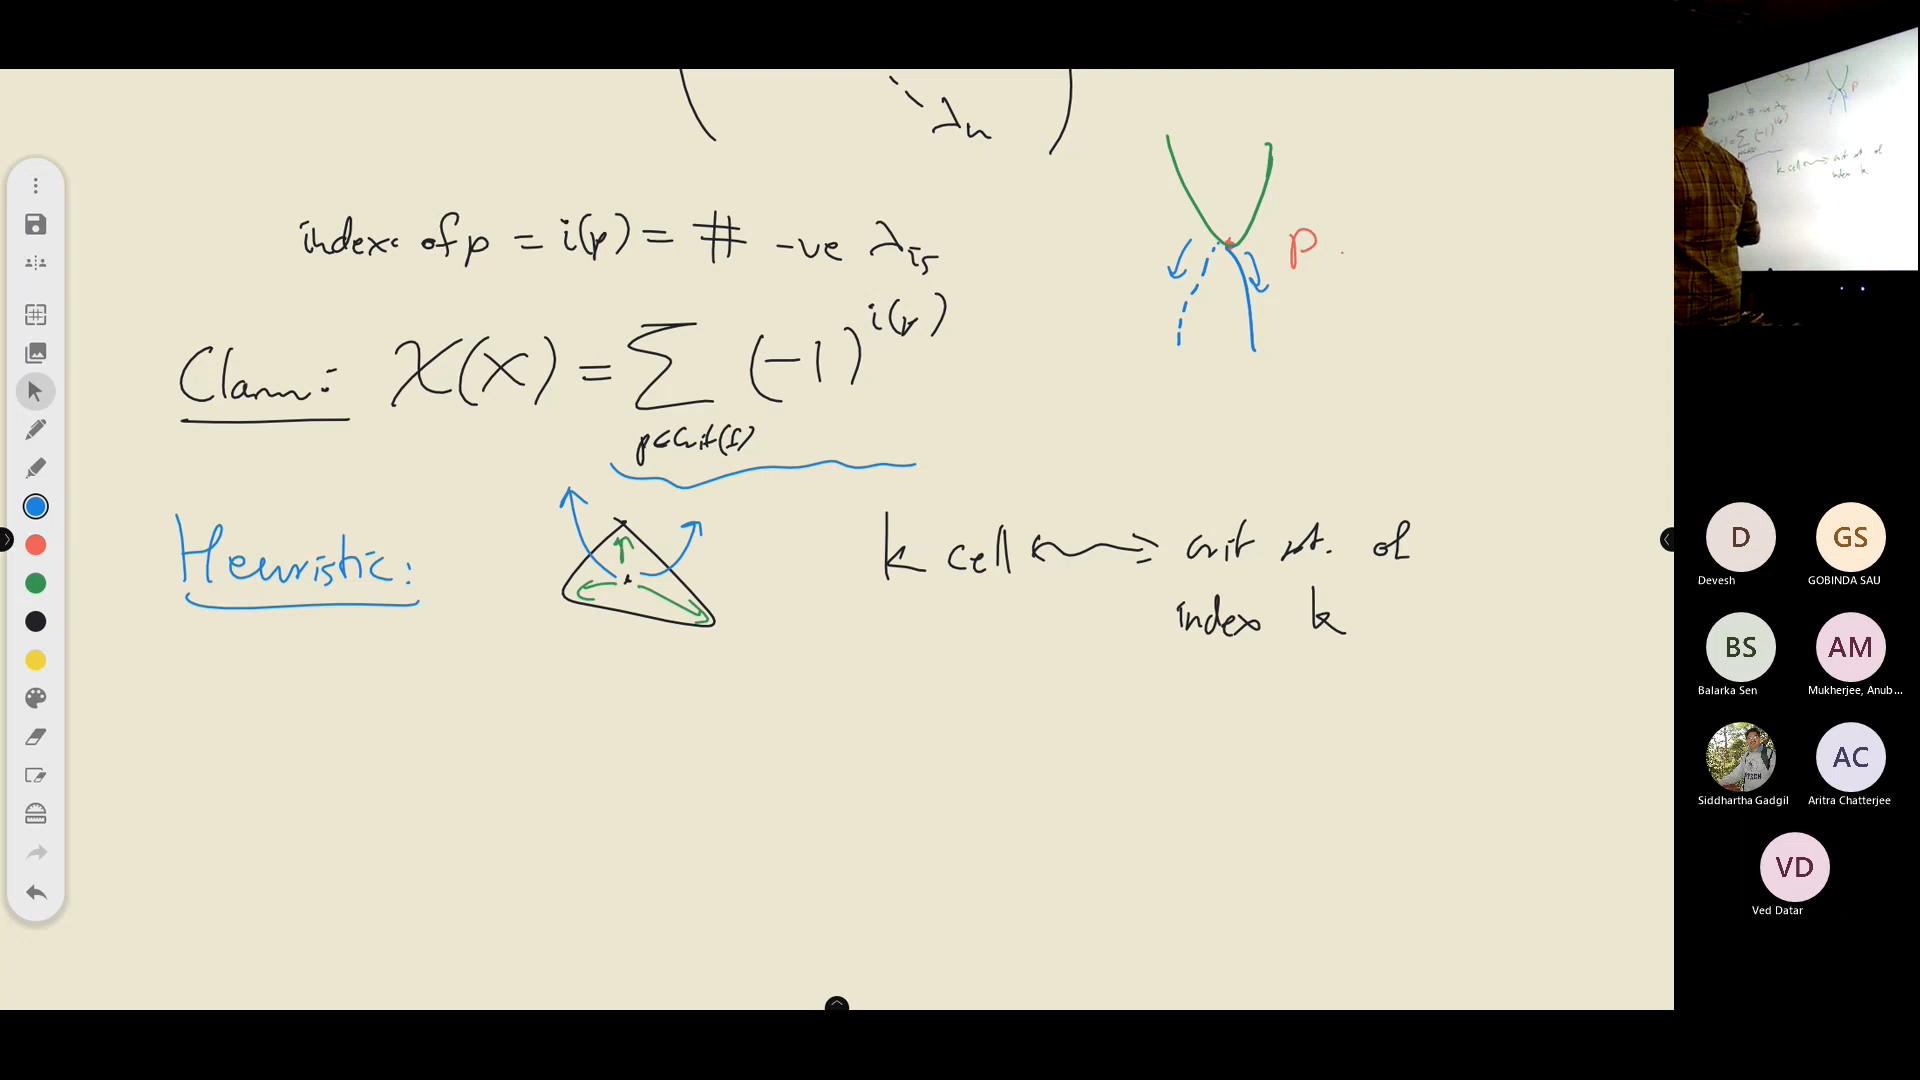 λn
index of p = i(p) = # -ve λi's
Claim: χ(X) = Σ (-1)^i(p)
p∈Crit(f)
p
Heuristic:
k cell ⟷ crit pt. of
index k
D
Devesh
GS
GOBINDA SAU
BS
Balarka Sen
AM
Mukherjee, Anub...
Siddhartha Gadgil
AC
Aritra Chatterjee
VD
Ved Datar